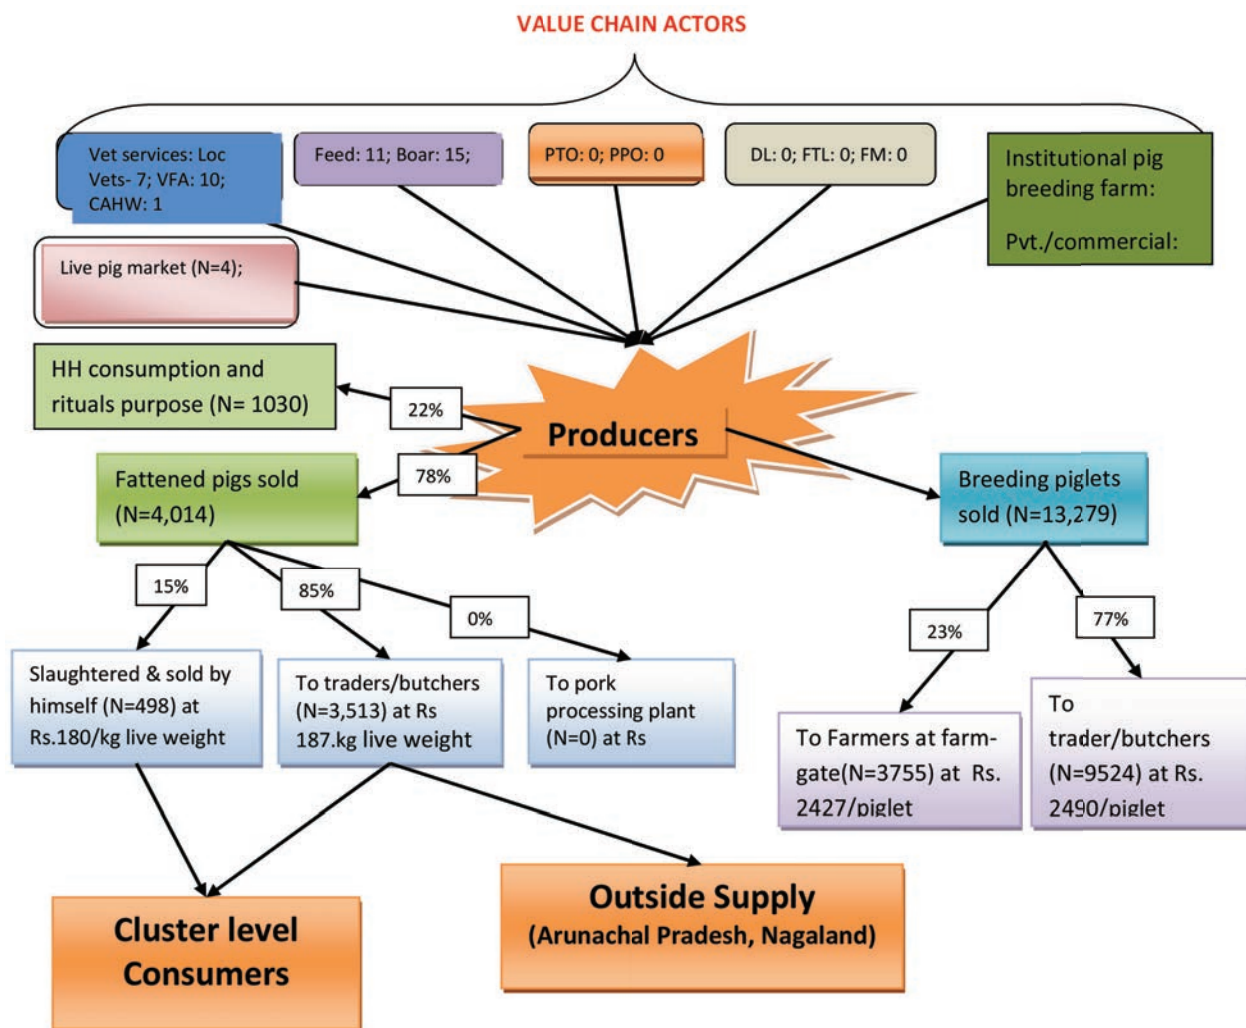 VALUE CHAIN ACTORS
Vet services: Loc
Vets- 7; VFA: 10;
CAHW: 1
Feed: 11; Boar: 15;
PTO: 0; PPO: 0
DL: 0; FTL: 0; FM: 0
Institutional pig
breeding farm:
Pvt./commercial:
Live pig market (N=4);
HH consumption and
rituals purpose (N= 1030)
22%
Producers
78%
Fattened pigs sold
(N=4,014)
Breeding piglets
sold (N=13,279)
15%
85%
0%
23%
77%
Slaughtered & sold by
himself (N=498) at
Rs.180/kg live weight
To traders/butchers
(N=3,513) at Rs
187.kg live weight
To pork
processing plant
(N=0) at Rs
To Farmers at farm-
gate(N=3755) at Rs.
2427/piglet
To
trader/butchers
(N=9524) at Rs.
2490/piglet
Cluster level
Consumers
Outside Supply
(Arunachal Pradesh, Nagaland)